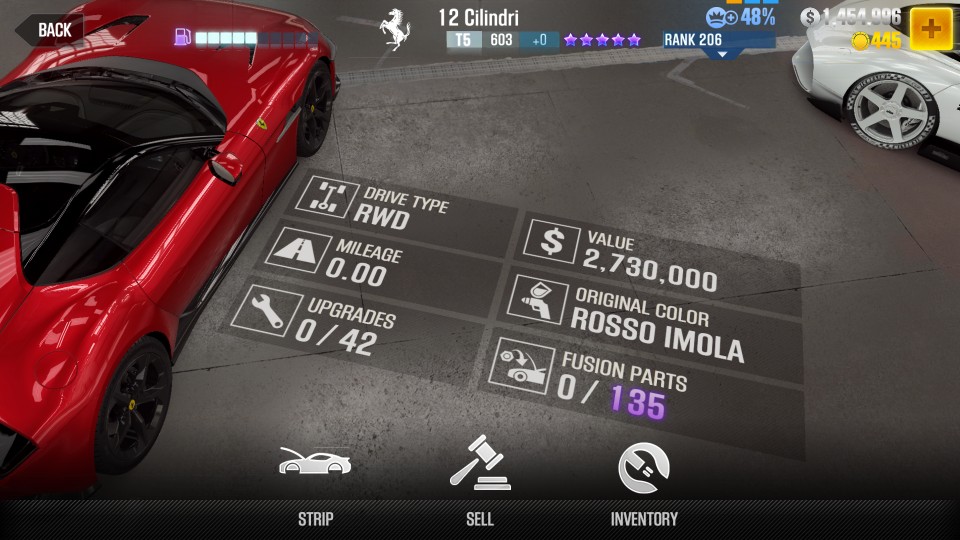 BACK
12 Cilindri
T5 603 +0
RANK 206
48%
1,454,996
445
DRIVE TYPE
RWD
MILEAGE
0.00
UPGRADES
0 / 42
VALUE
2,730,000
ORIGINAL COLOR
ROSSO IMOLA
FUSION PARTS
0 / 135
STRIP
SELL
INVENTORY